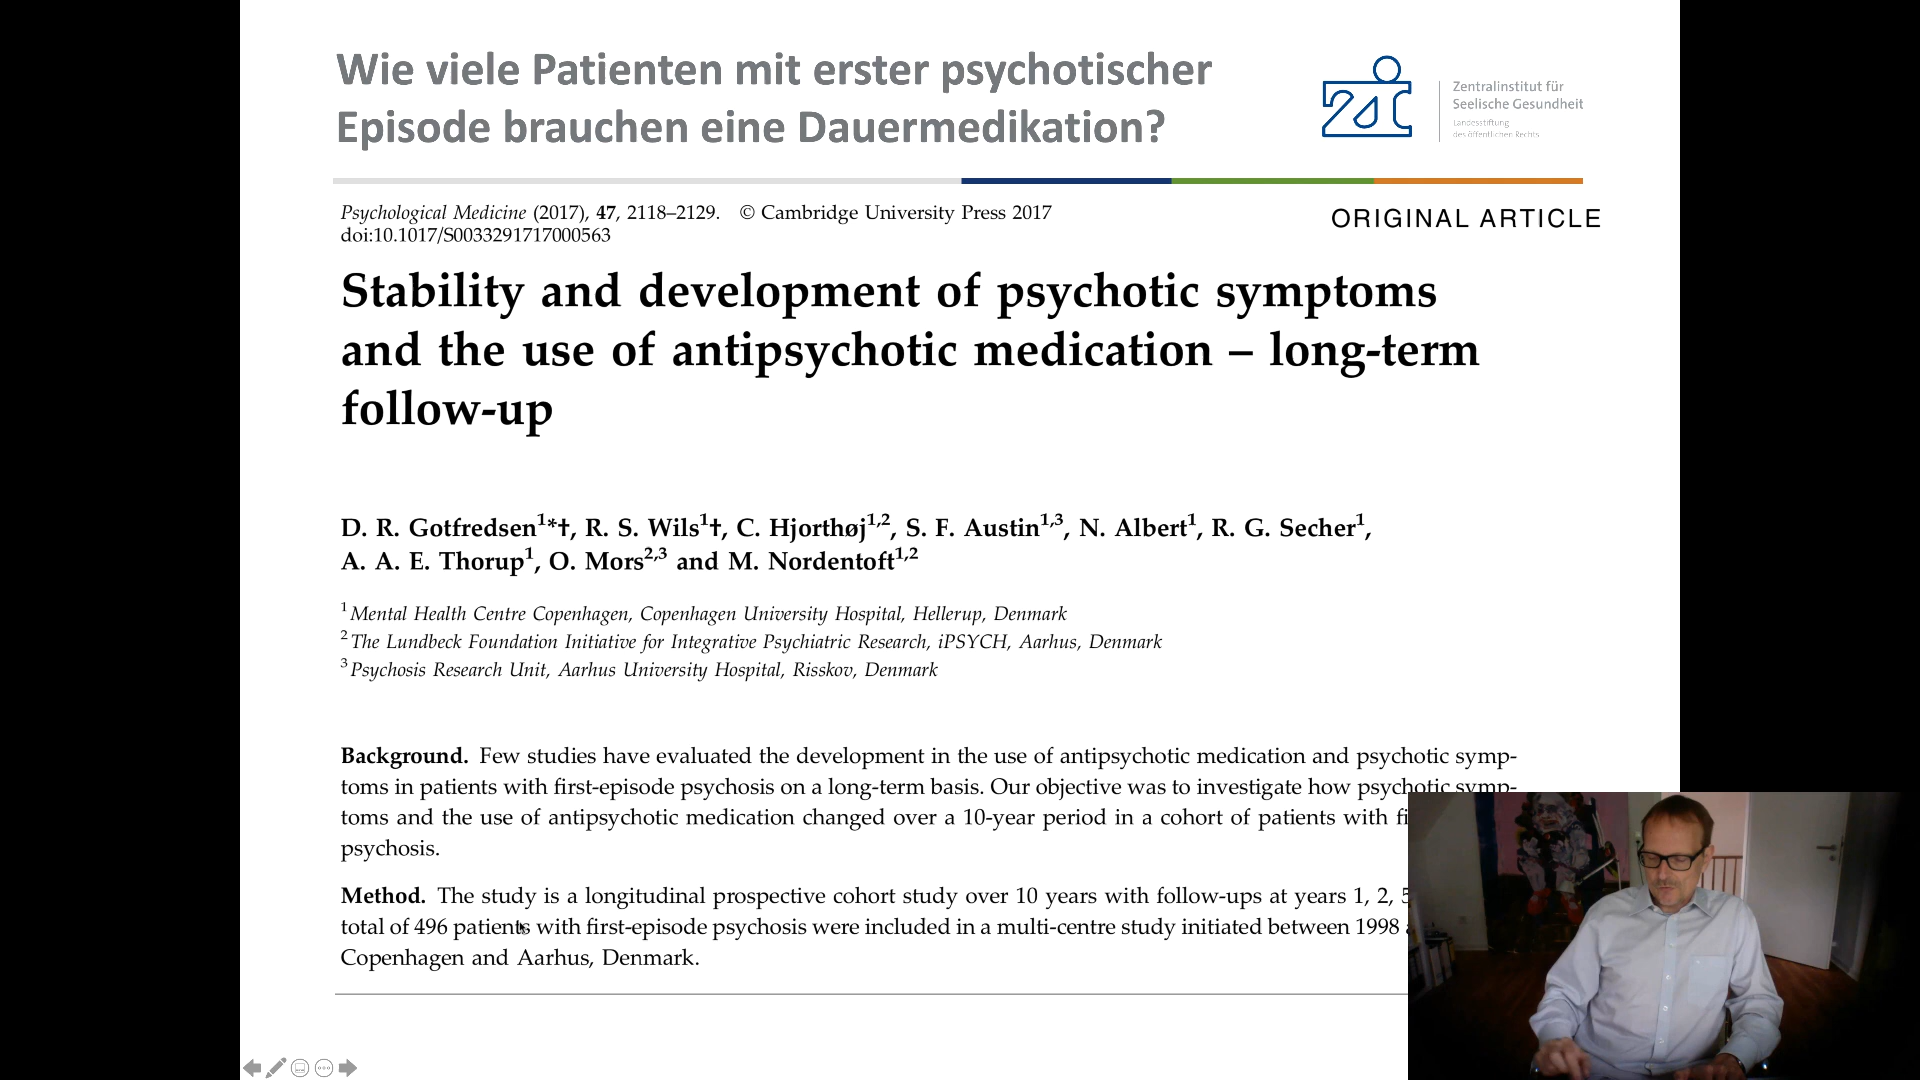 Wie viele Patienten mit erster psychotischer
Episode brauchen eine Dauermedikation?
Zentralinstitut für
Seelische Gesundheit
Landesstiftung
des öffentlichen Rechts
Psychological Medicine (2017), 47, 2118–2129. © Cambridge University Press 2017
doi:10.1017/S0033291717000563
ORIGINAL ARTICLE
Stability and development of psychotic symptoms
and the use of antipsychotic medication – long-term
follow-up
D. R. Gotfredsen1*†, R. S. Wils1†, C. Hjorthøj1,2, S. F. Austin1,3, N. Albert1, R. G. Secher1,
A. A. E. Thorup1, O. Mors2,3 and M. Nordentoft1,2
1 Mental Health Centre Copenhagen, Copenhagen University Hospital, Hellerup, Denmark
2 The Lundbeck Foundation Initiative for Integrative Psychiatric Research, iPSYCH, Aarhus, Denmark
3 Psychosis Research Unit, Aarhus University Hospital, Risskov, Denmark
Background. Few studies have evaluated the development in the use of antipsychotic medication and psychotic symp-
toms in patients with first-episode psychosis on a long-term basis. Our objective was to investigate how psychotic symp-
toms and the use of antipsychotic medication changed over a 10-year period in a cohort of patients with
psychosis.
Method. The study is a longitudinal prospective cohort study over 10 years with follow-ups at years 1, 2, 5
total of 496 patients with first-episode psychosis were included in a multi-centre study initiated between 1998
Copenhagen and Aarhus, Denmark.